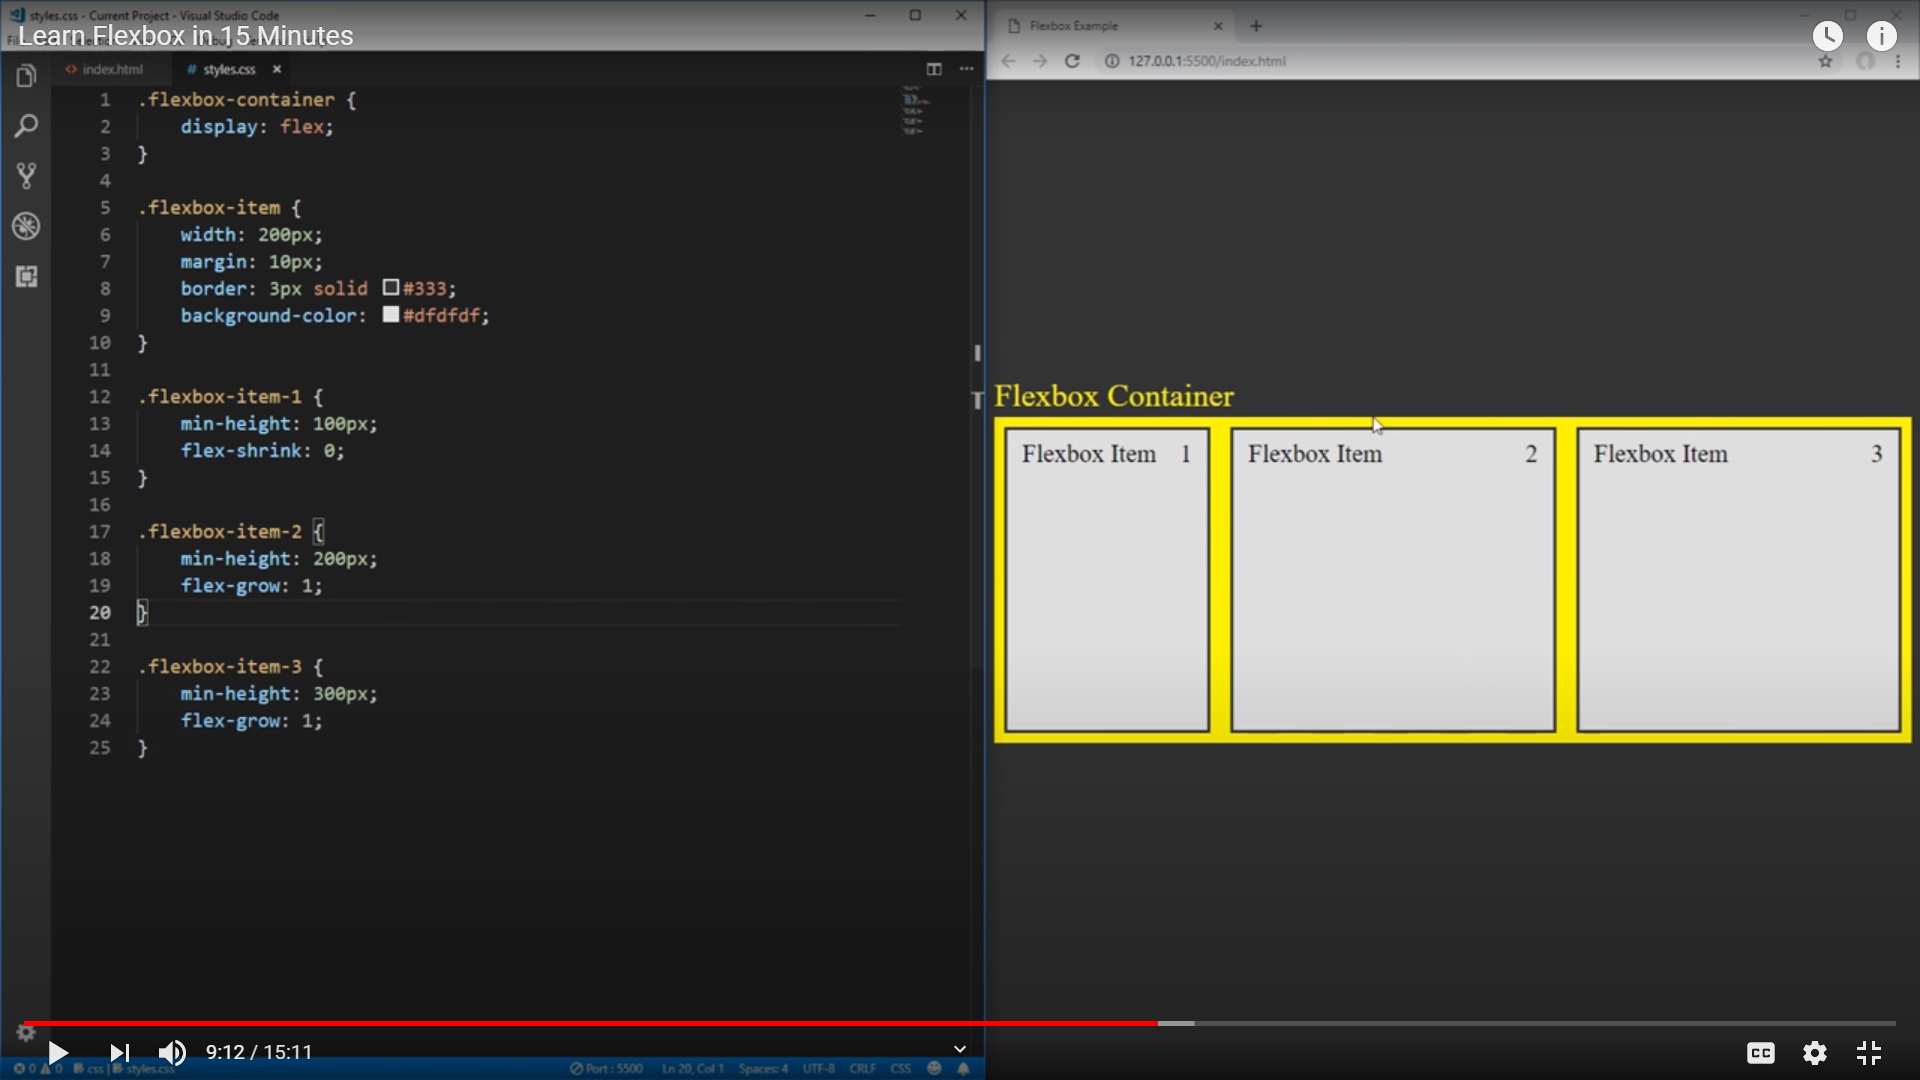 styles.css - Current Project - Visual Studio Code
Learn Flexbox in 15 Minutes
index.html
# styles.css
1 .flexbox-container {
2 display: flex;
3 }
4
5 .flexbox-item {
6 width: 200px;
7 margin: 10px;
8 border: 3px solid #333;
9 background-color: #dfdfdf;
10 }
11
12 .flexbox-item-1 {
13 min-height: 100px;
14 flex-shrink: 0;
15 }
16
17 .flexbox-item-2 {
18 min-height: 200px;
19 flex-grow: 1;
20 }
21
22 .flexbox-item-3 {
23 min-height: 300px;
24 flex-grow: 1;
25 }
Flexbox Example
127.0.0.1:5500/index.html
Flexbox Container
Flexbox Item 1
Flexbox Item 2
Flexbox Item 3
9:12 / 15:11
CC
0 0 css | styles.css
Port : 5500 Ln 20, Col 1 Spaces: 4 UTF-8 CRLF CSS